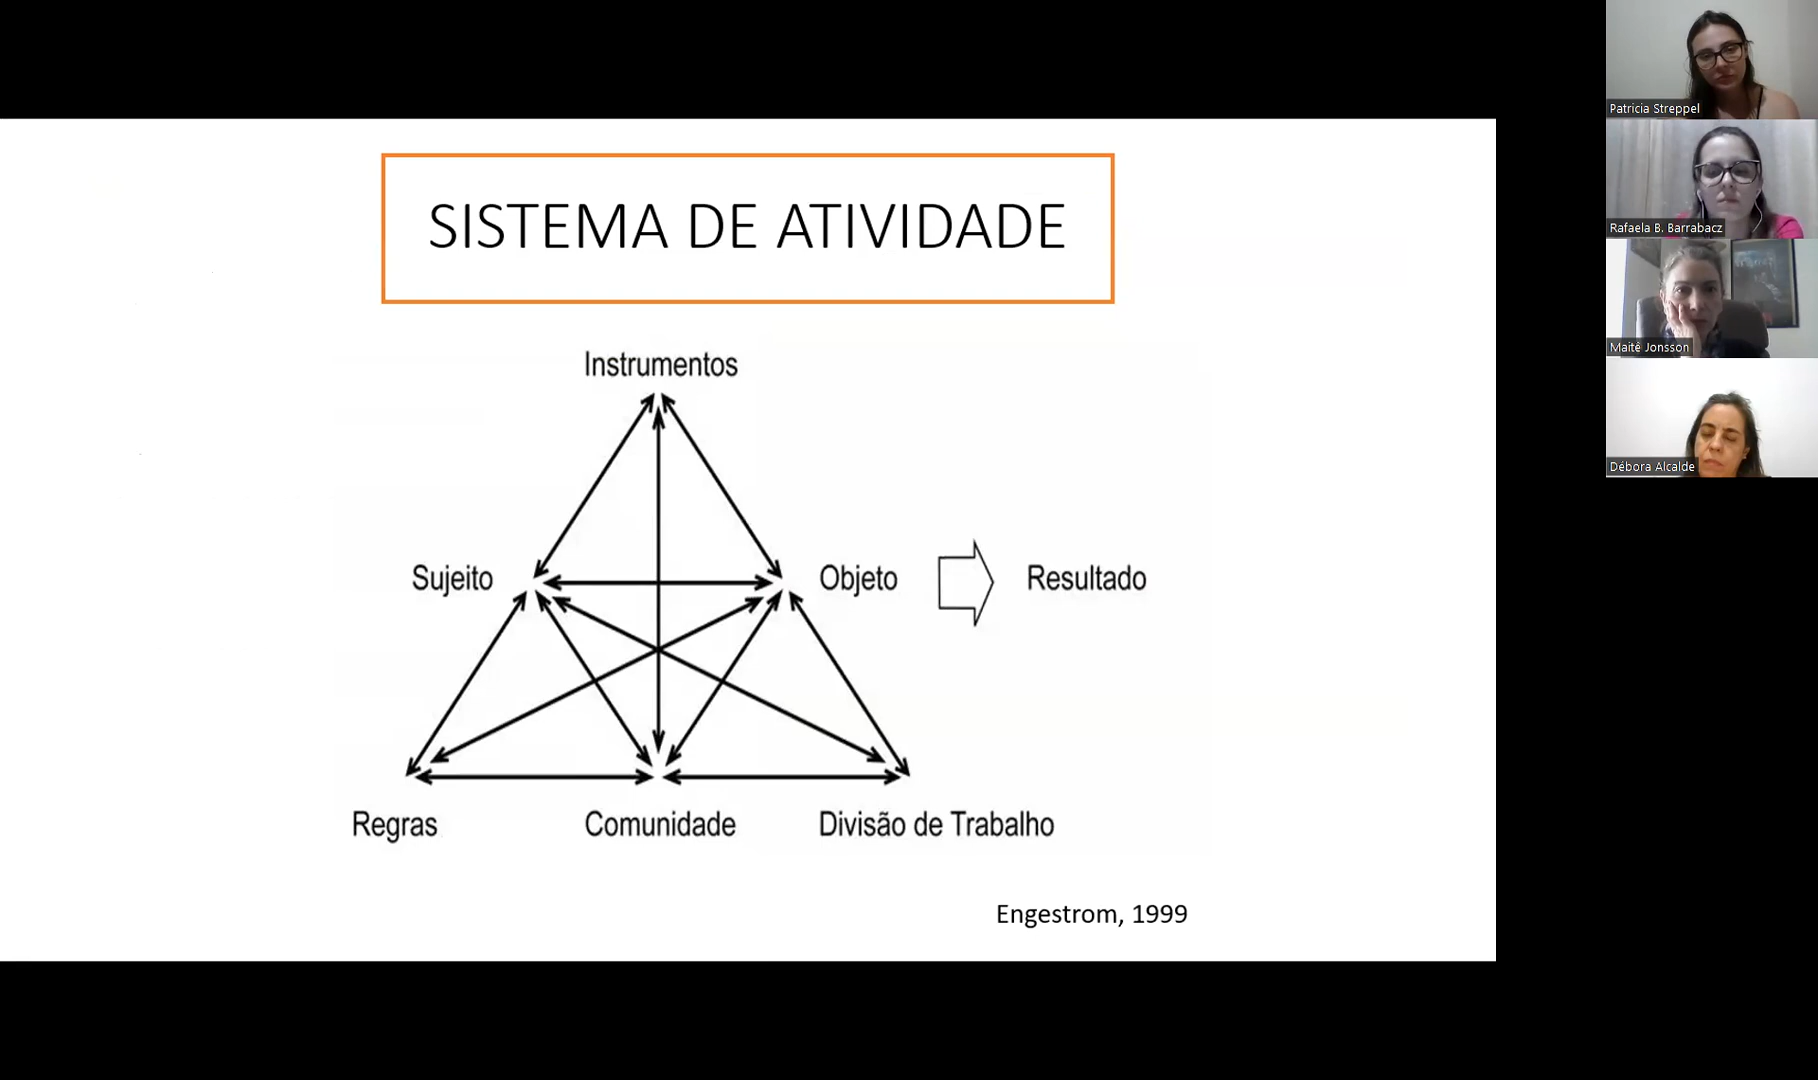 SISTEMA DE ATIVIDADE
Instrumentos
Sujeito
Objeto
Resultado
Regras
Comunidade
Divisão de Trabalho
Engestrom, 1999
Patricia Streppel
Rafaela B. Barrabacz
Maitê Jonsson
Débora Alcalde